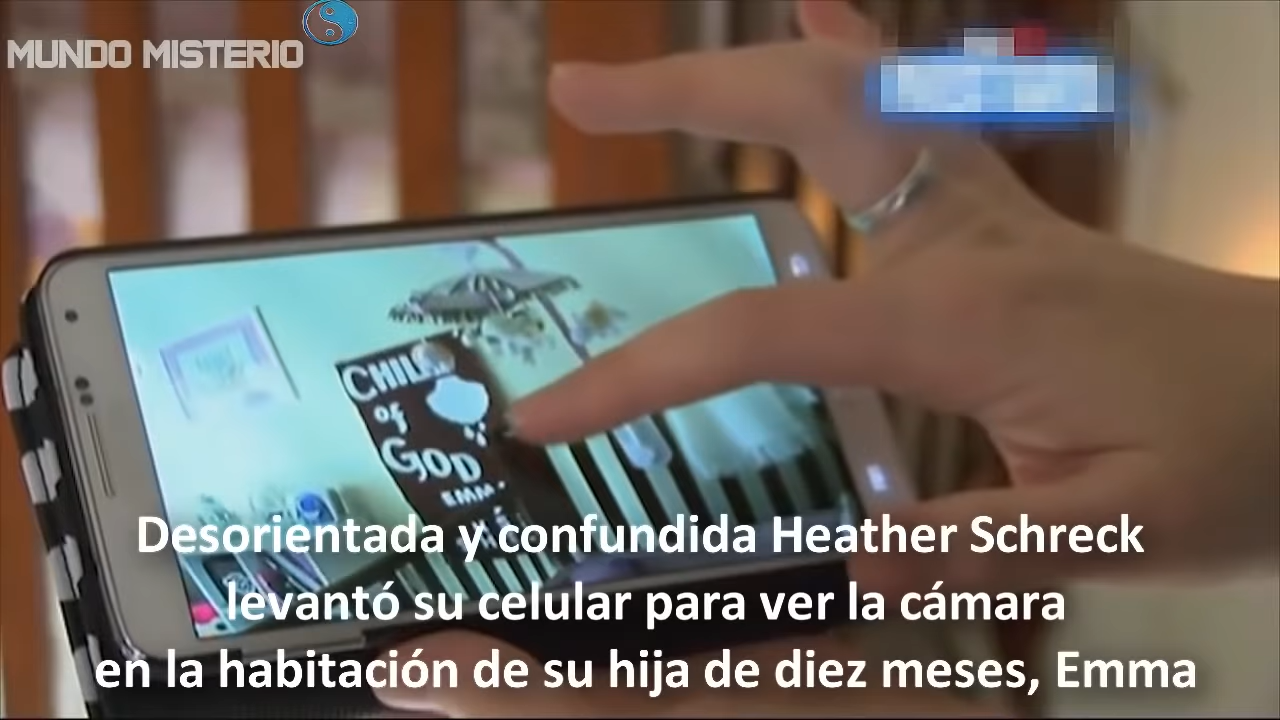 MUNDO MISTERIO
CHILD
of
GOD
EMMA
Desorientada y confundida Heather Schreck
levantó su celular para ver la cámara
en la habitación de su hija de diez meses, Emma